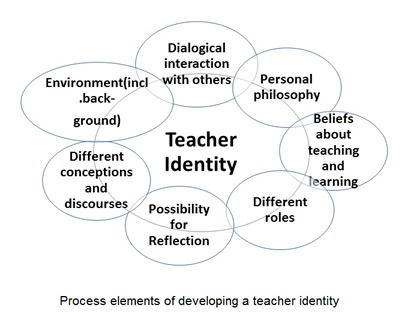 Dialogical
interaction
with others
Personal
philosophy
Beliefs
about
teaching
and
learning
Different
roles
Possibility
for
Reflection
Different
conceptions
and
discourses
Environment(incl
.back-
ground)
Teacher
Identity
Process elements of developing a teacher identity